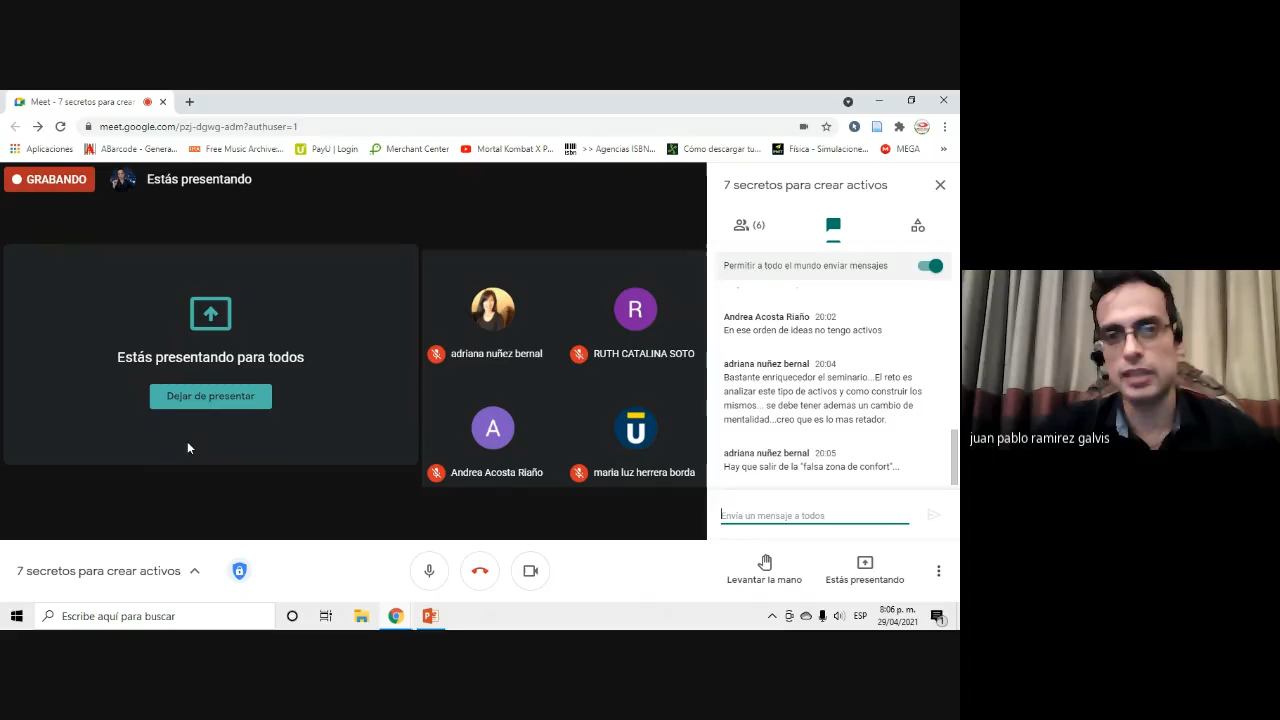 Meet - 7 secretos para crear
meet.google.com/pzj-dgwg-adm?authuser=1
Aplicaciones
ABarcode - Genera...
Free Music Archive...
PayU | Login
Merchant Center
Mortal Kombat X P...
>> Agencias ISBN...
Cómo descargar tu...
Física - Simulacione...
MEGA
»
GRABANDO
Estás presentando
7 secretos para crear activos
(6)
Permitir a todo el mundo enviar mensajes
Andrea Acosta Riaño 20:02
En ese orden de ideas no tengo activos
adriana nuñez bernal 20:04
Bastante enriquecedor el seminario...El reto es
analizar este tipo de activos y como construir los
mismos... se debe tener ademas un cambio de
mentalidad...creo que es lo mas retador.
adriana nuñez bernal 20:05
Hay que salir de la "falsa zona de confort"...
Envía un mensaje a todos
Estás presentando para todos
Dejar de presentar
adriana nuñez bernal
R
RUTH CATALINA SOTO
A
Andrea Acosta Riaño
U
maria luz herrera borda
juan pablo ramirez galvis
7 secretos para crear activos
Levantar la mano
Estás presentando
Escribe aquí para buscar
ESP
8:06 p. m.
29/04/2021
1